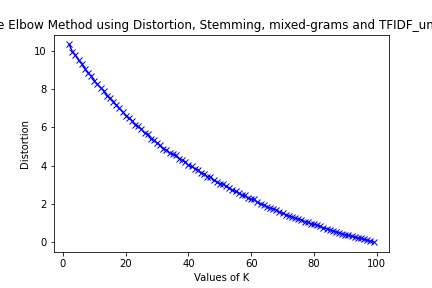 e Elbow Method using Distortion, Stemming, mixed-grams and TFIDF_un
Distortion
10
8
6
4
2
0
0 20 40 60 80 100
Values of K